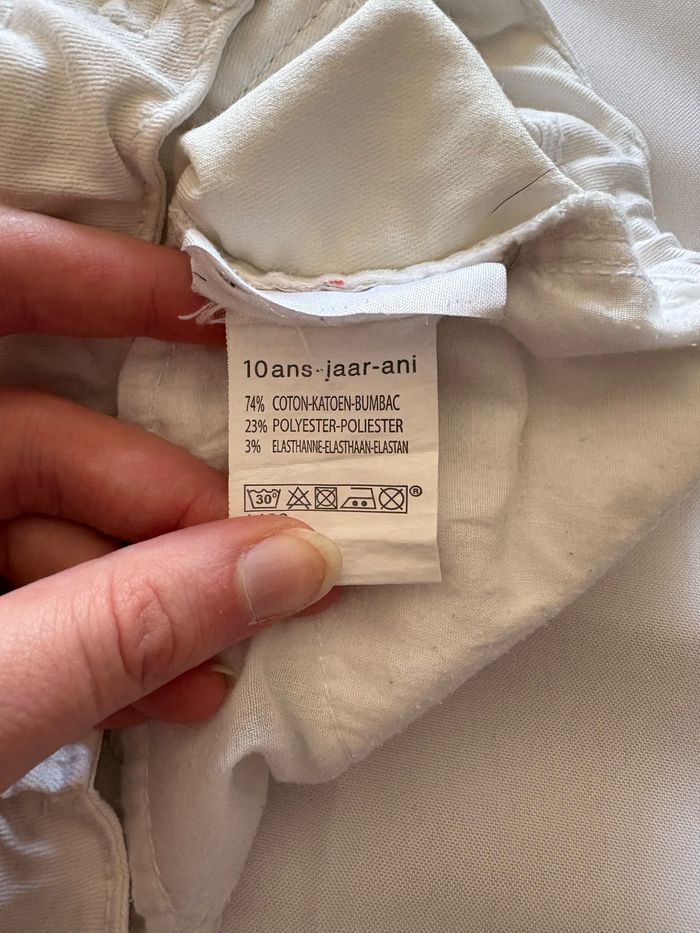 10ans-jaar-ani
74% COTON-KATOEN-BUMBAC
23% POLYESTER-POLIESTER
3% ELASTHANNE-ELASTHAAN-ELASTAN
30° ®